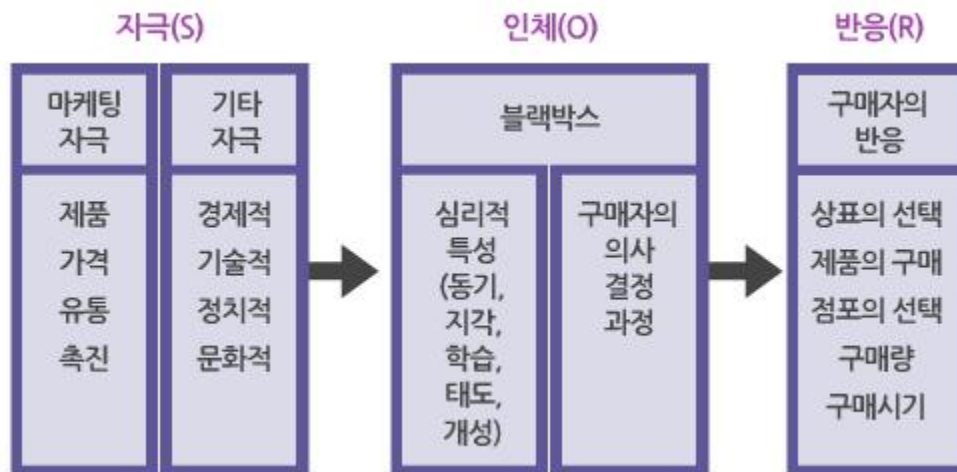 자극(S)
마케팅
자극
기타
자극
제품
가격
유통
촉진
경제적
기술적
정치적
문화적
인체(O)
블랙박스
심리적
특성
(동기,
지각,
학습,
태도,
개성)
구매자의
의사
결정
과정
반응(R)
구매자의
반응
상표의 선택
제품의 구매
점포의 선택
구매량
구매시기